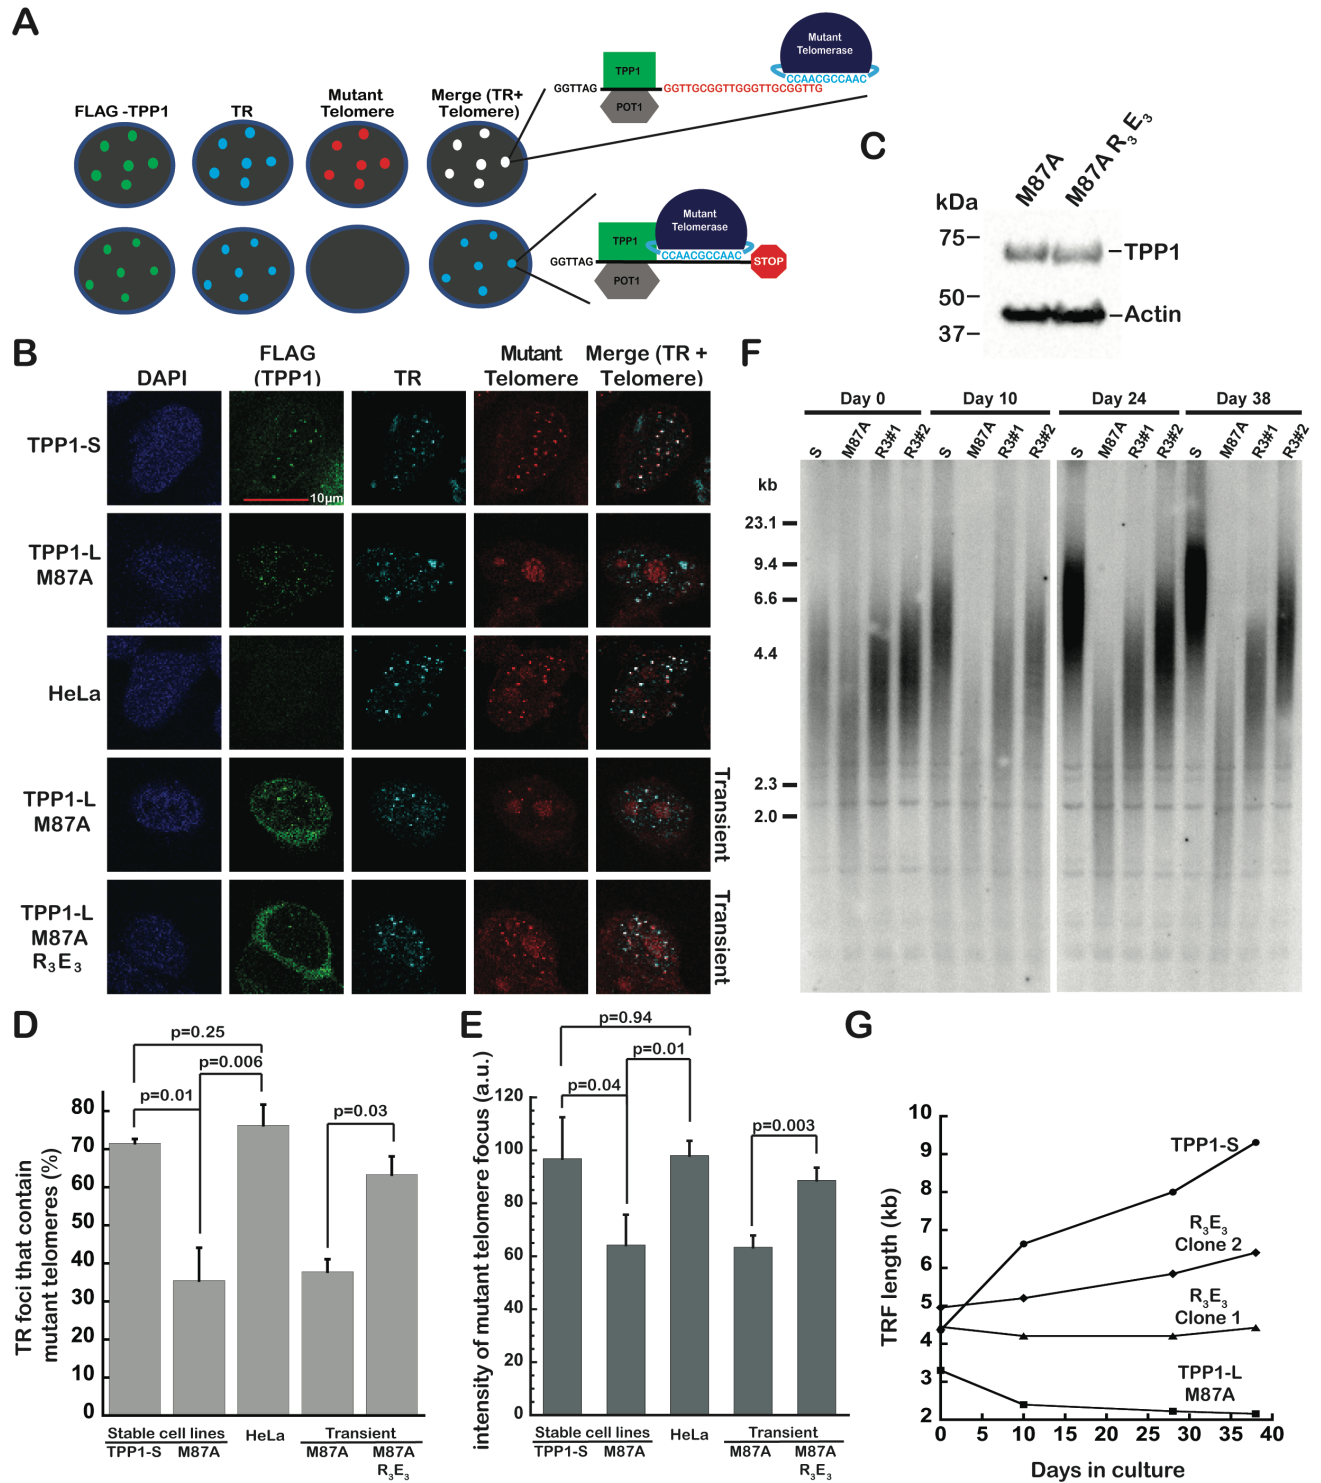 A
FLAG -TPP1
TR
Mutant
Telomere
Merge (TR+
Telomere)
GGTTAG
TPP1
POT1
GGTTGCGGTTGGGTTGCGGTTG
Mutant
Telomerase
CCAACGCCAAC
GGTTAG
TPP1
POT1
Mutant
Telomerase
CCAACGCCAAC
STOP
B
DAPI
FLAG
(TPP1)
TR
Mutant
Telomere
Merge (TR +
Telomere)
TPP1-S
10µm
TPP1-L
M87A
HeLa
TPP1-L
M87A
Transient
TPP1-L
M87A
R3E3
Transient
C
kDa
M87A
M87A R3E3
75
50
37
TPP1
Actin
D
TR foci that contain
mutant telomeres (%)
p=0.25
p=0.006
p=0.01
p=0.03
80
70
60
50
40
30
20
10
0
Stable cell lines
TPP1-S
M87A
HeLa
Transient
M87A
M87A
R3E3
E
intensity of mutant telomere focus (a.u.)
p=0.94
p=0.01
p=0.04
p=0.003
120
100
80
60
40
20
0
Stable cell lines
TPP1-S
M87A
HeLa
Transient
M87A
M87A
R3E3
F
Day 0
Day 10
Day 24
Day 38
S
M87A
R3#1
R3#2
S
M87A
R3#1
R3#2
S
M87A
R3#1
R3#2
S
M87A
R3#1
R3#2
kb
23.1
9.4
6.6
4.4
2.3
2.0
G
TRF length (kb)
10
9
8
7
6
5
4
3
2
TPP1-S
R3E3
Clone 2
R3E3
Clone 1
TPP1-L
M87A
0
5
10
15
20
25
30
35
40
Days in culture